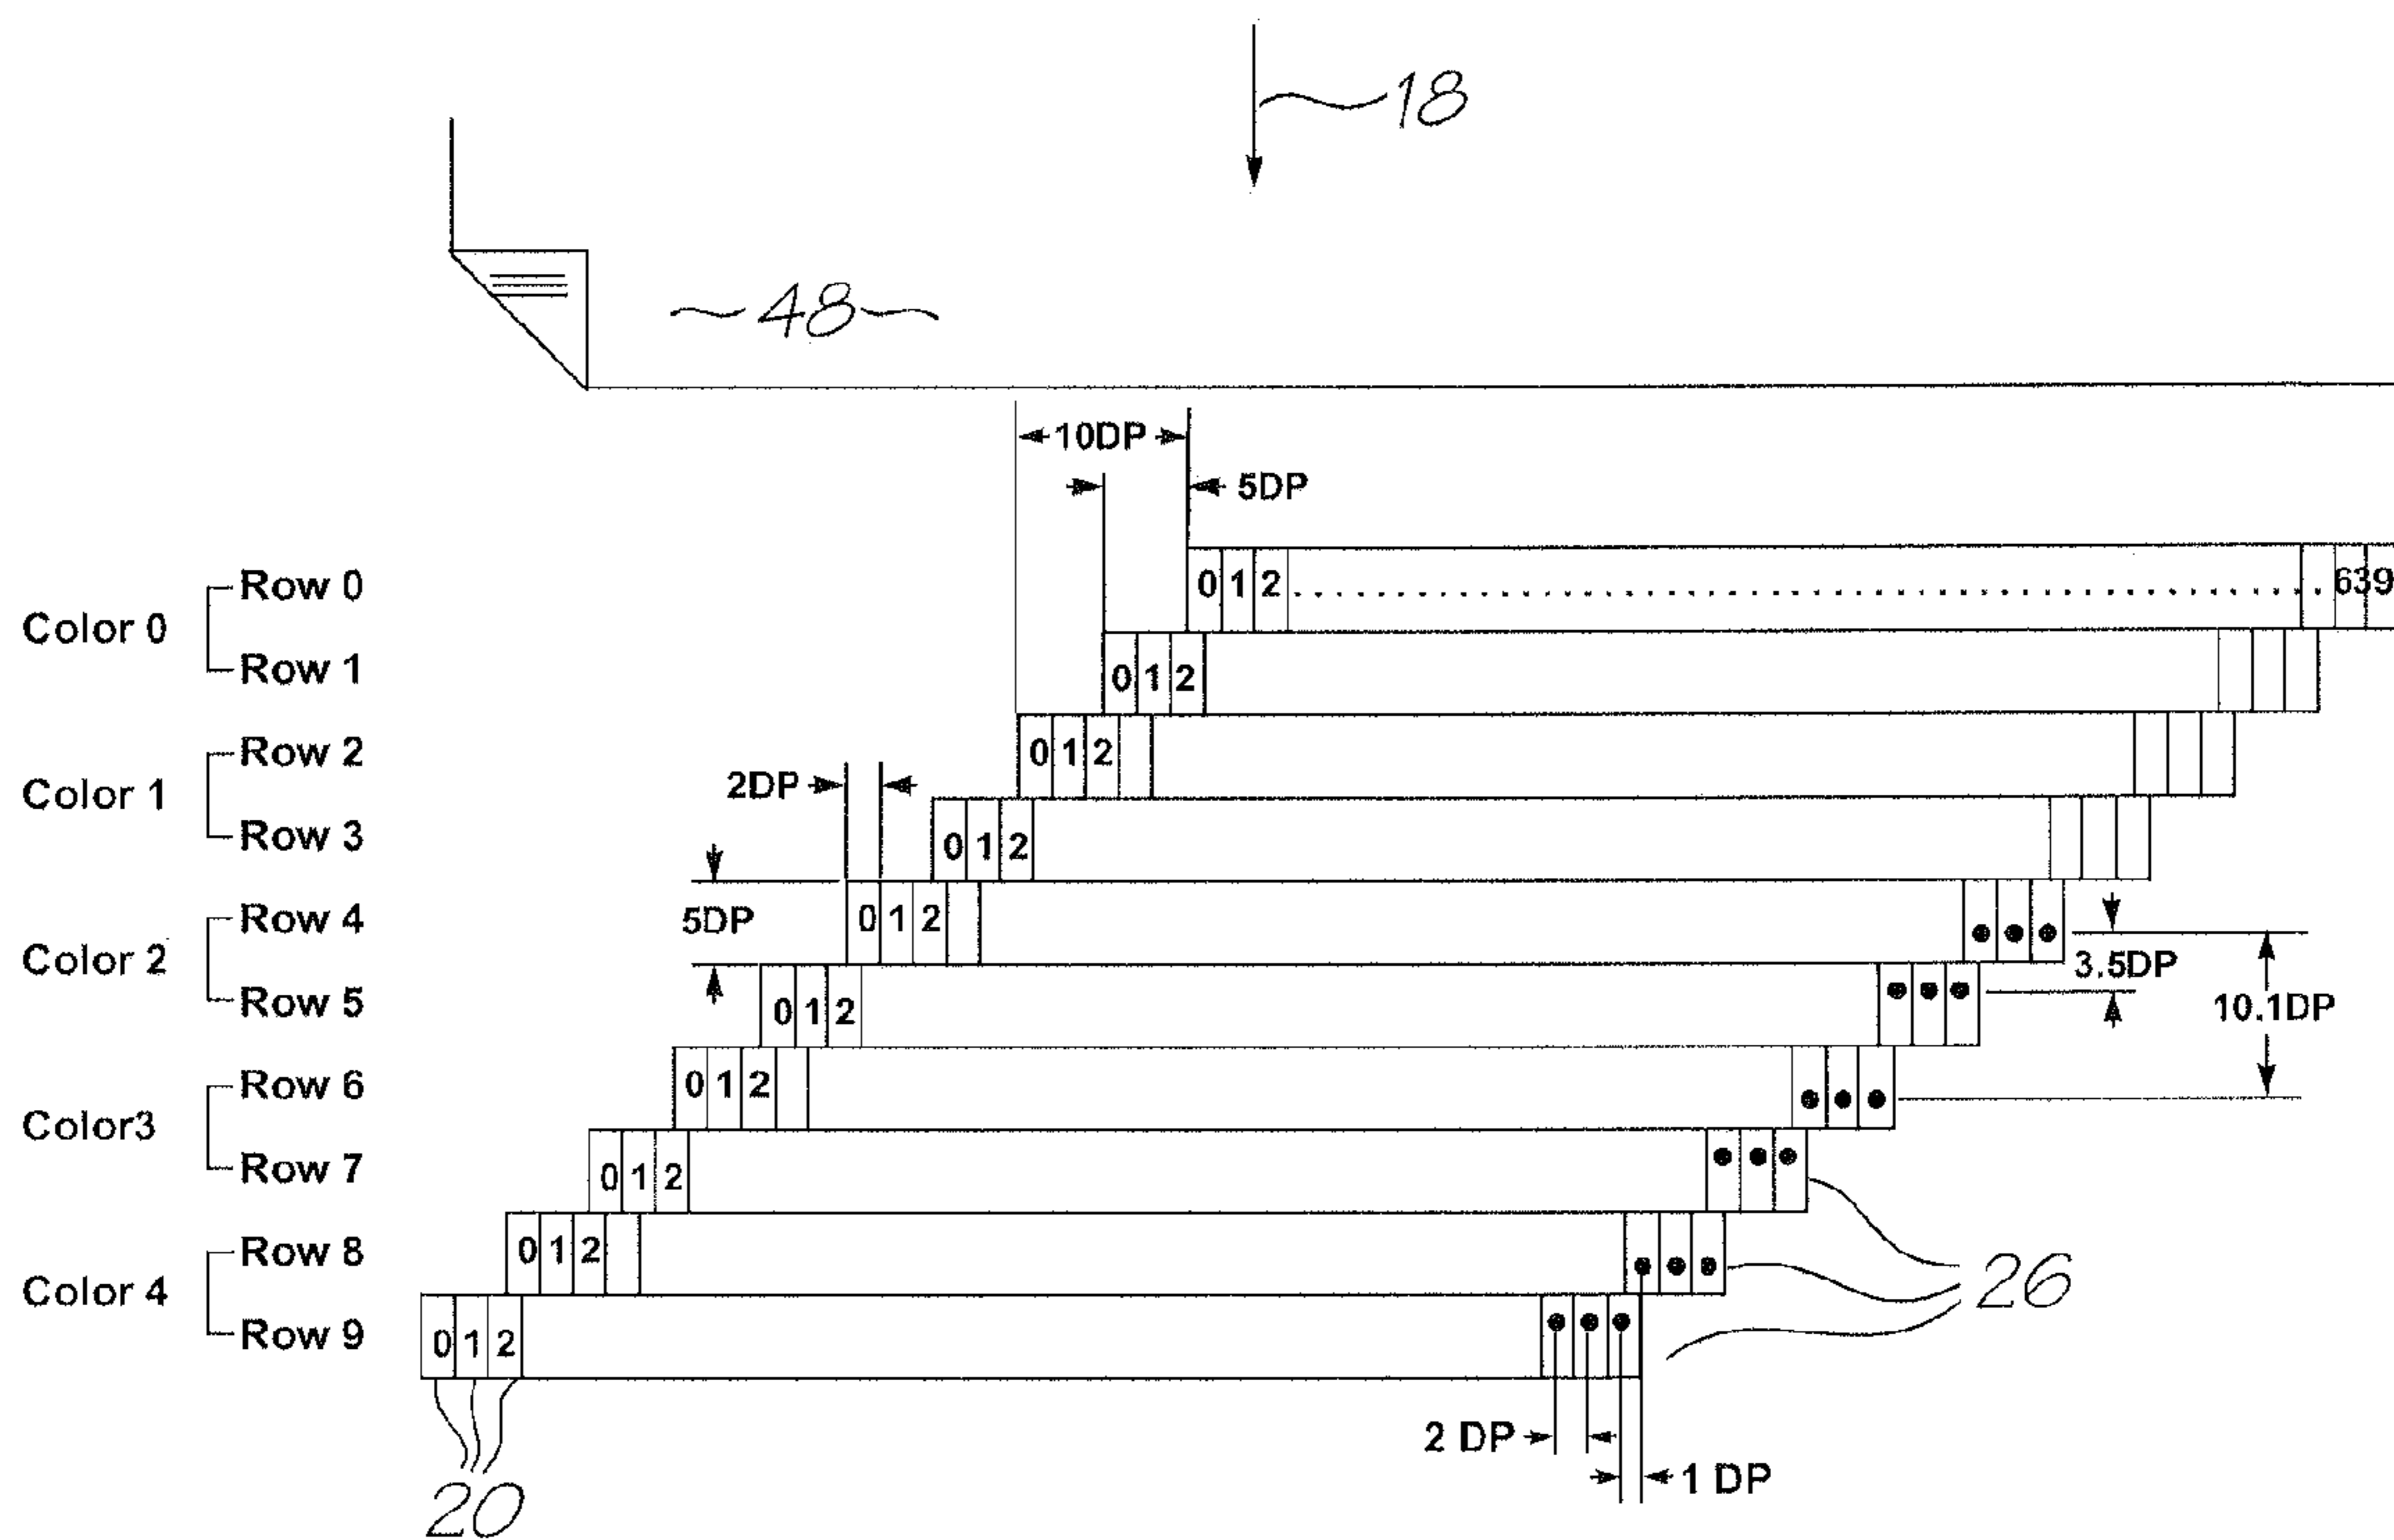 18
~48~
10DP
5DP
Color 0
Row 0
0 1 2 639
Row 1
0 1 2
Color 1
Row 2
0 1 2
2DP
Row 3
0 1 2
5DP
Color 2
Row 4
0 1 2
3.5DP
Row 5
0 1 2
10.1DP
Color3
Row 6
0 1 2
Row 7
0 1 2
Color 4
Row 8
0 1 2
26
Row 9
0 1 2
2 DP
1 DP
20